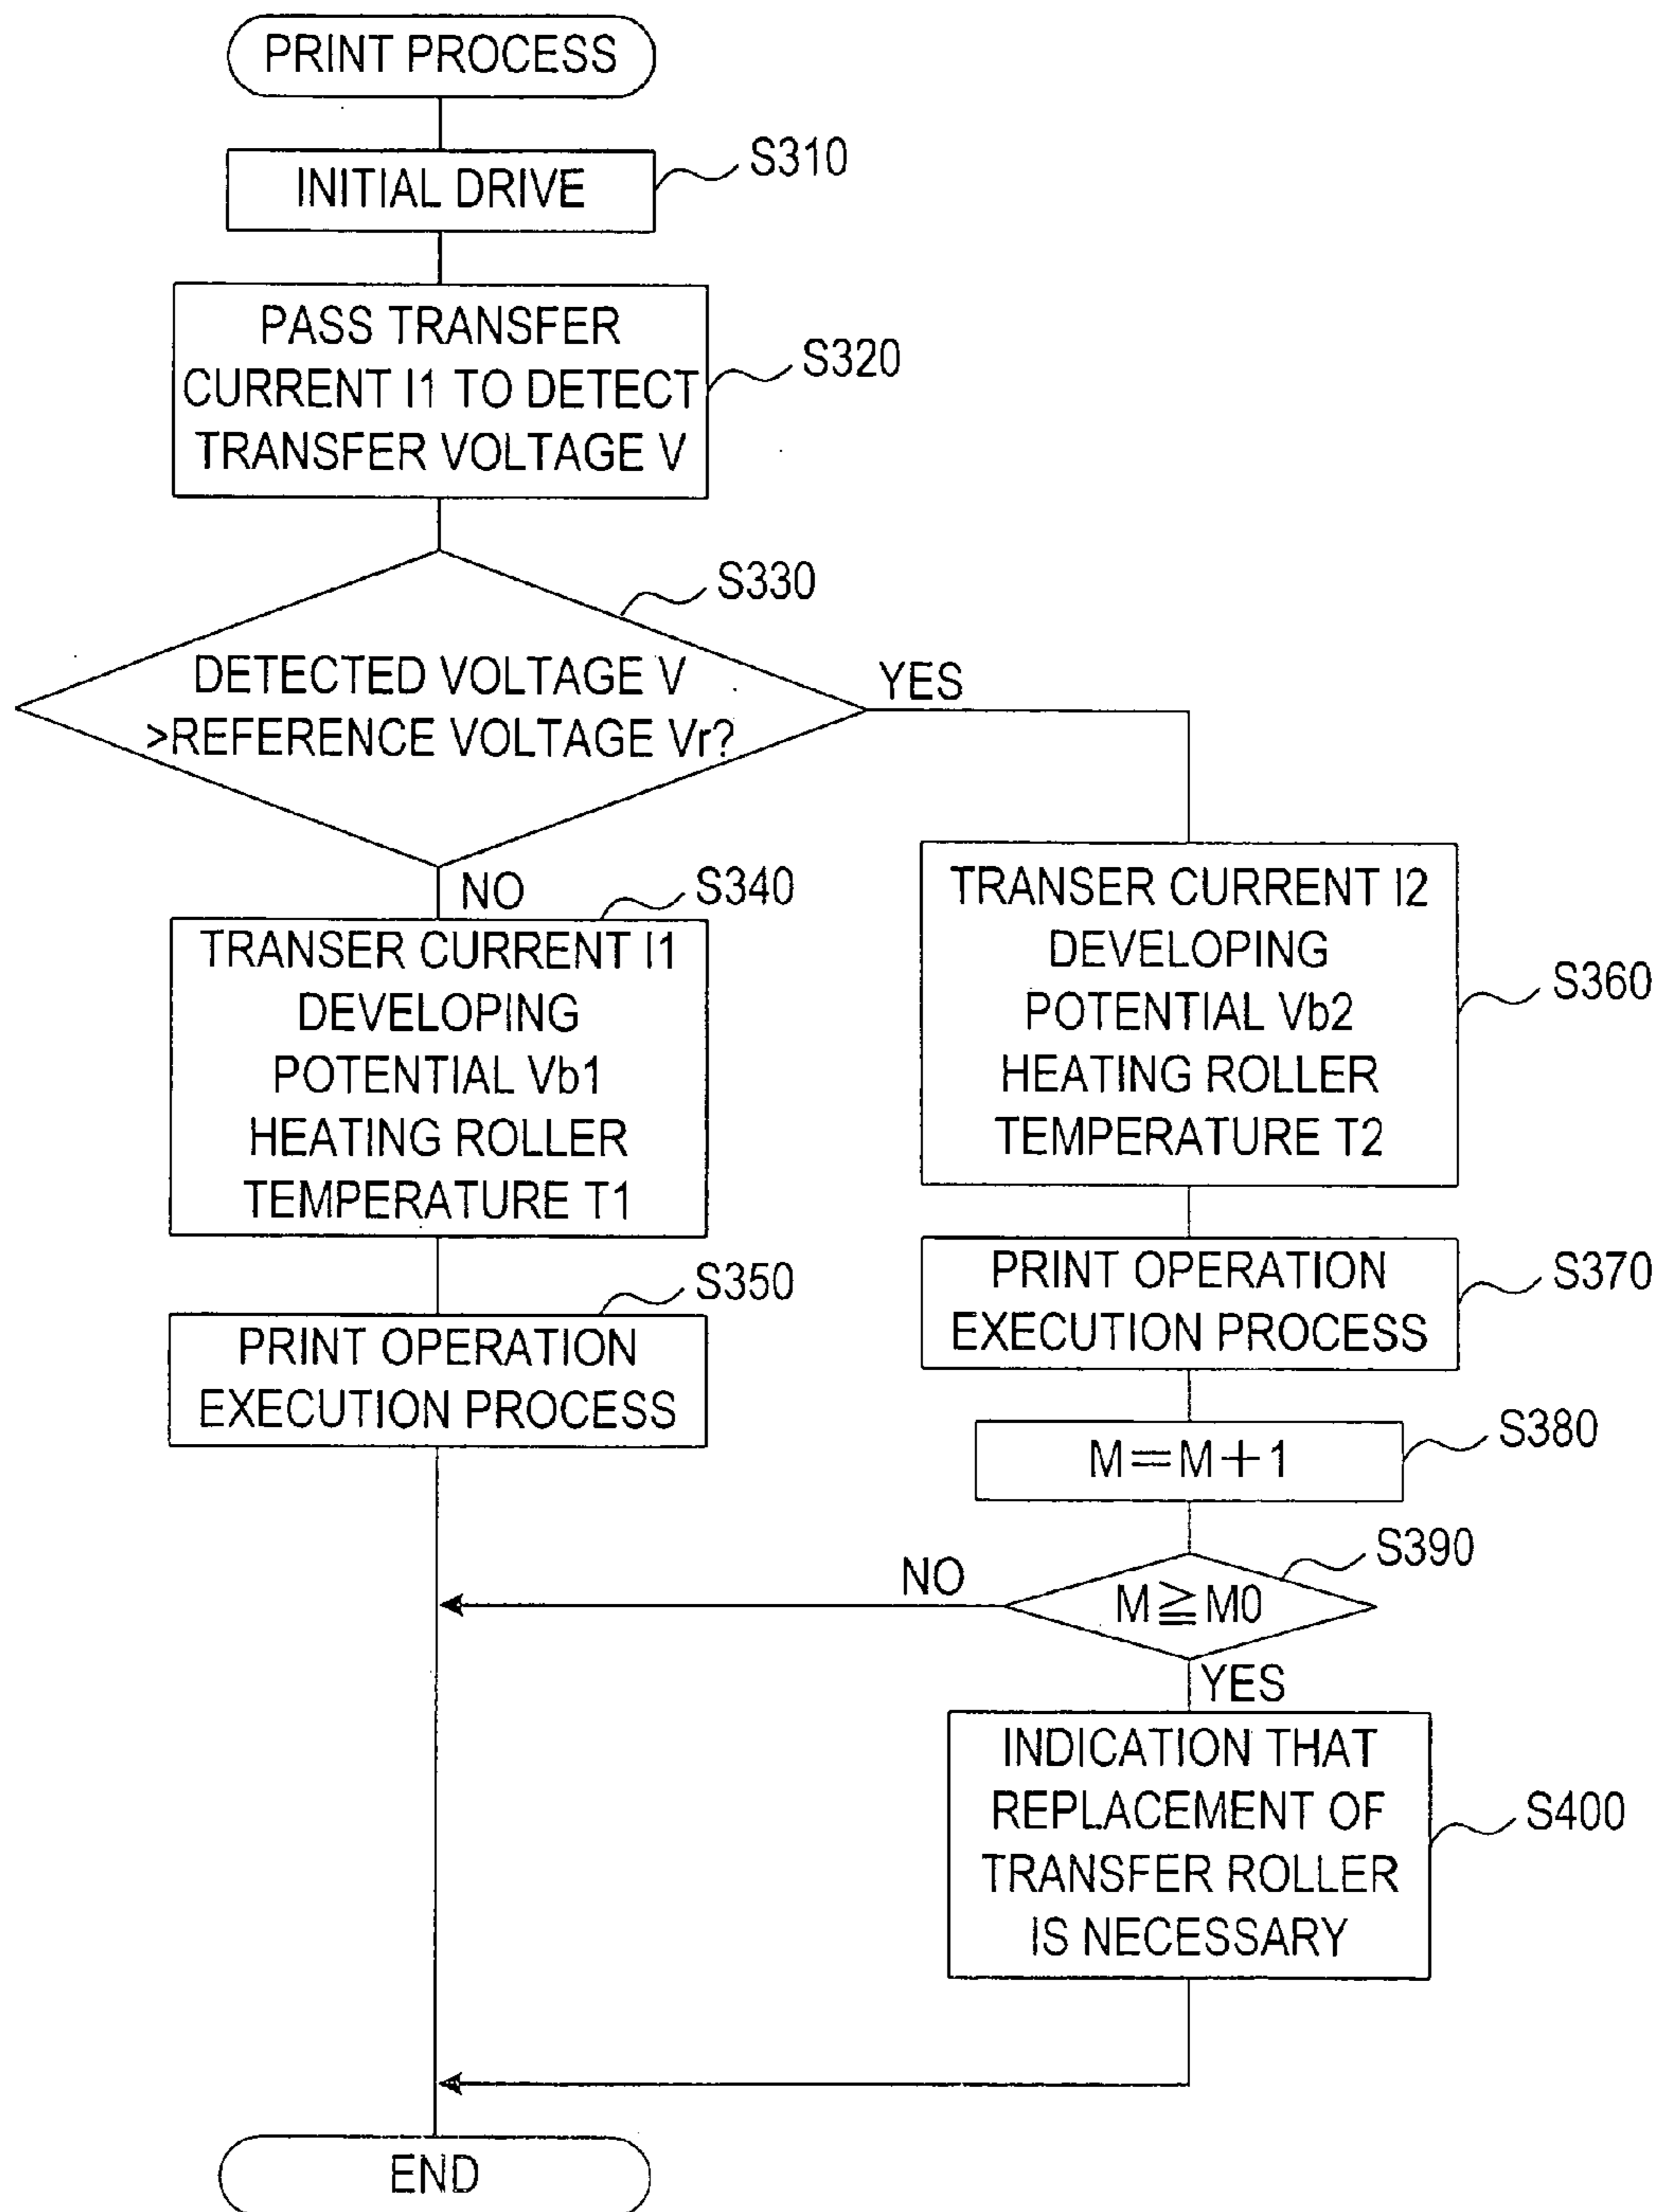 PRINT PROCESS
INITIAL DRIVE
S310
PASS TRANSFER
CURRENT I1 TO DETECT
TRANSFER VOLTAGE V
S320
S330
DETECTED VOLTAGE V
>REFERENCE VOLTAGE Vr?
YES
NO
S340
TRANSER CURRENT I1
DEVELOPING
POTENTIAL Vb1
HEATING ROLLER
TEMPERATURE T1
S350
PRINT OPERATION
EXECUTION PROCESS
TRANSER CURRENT I2
DEVELOPING
POTENTIAL Vb2
HEATING ROLLER
TEMPERATURE T2
S360
PRINT OPERATION
EXECUTION PROCESS
S370
M=M+1
S380
S390
M≧M0
NO
YES
INDICATION THAT
REPLACEMENT OF
TRANSFER ROLLER
IS NECESSARY
S400
END